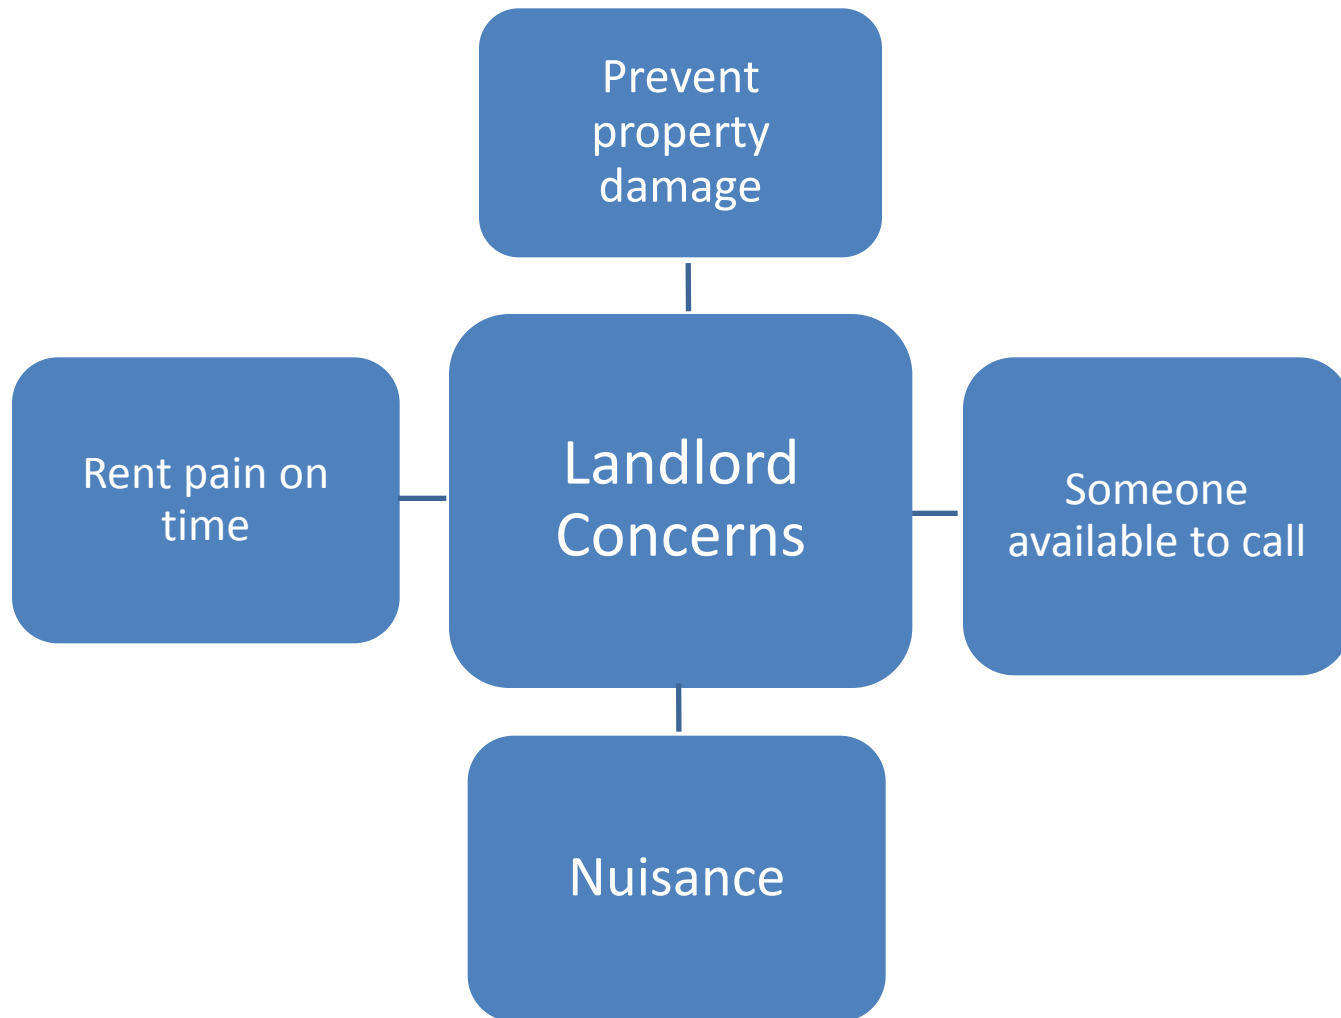 Prevent
property
damage
Rent pain on
time
Landlord
Concerns
Someone
available to call
Nuisance